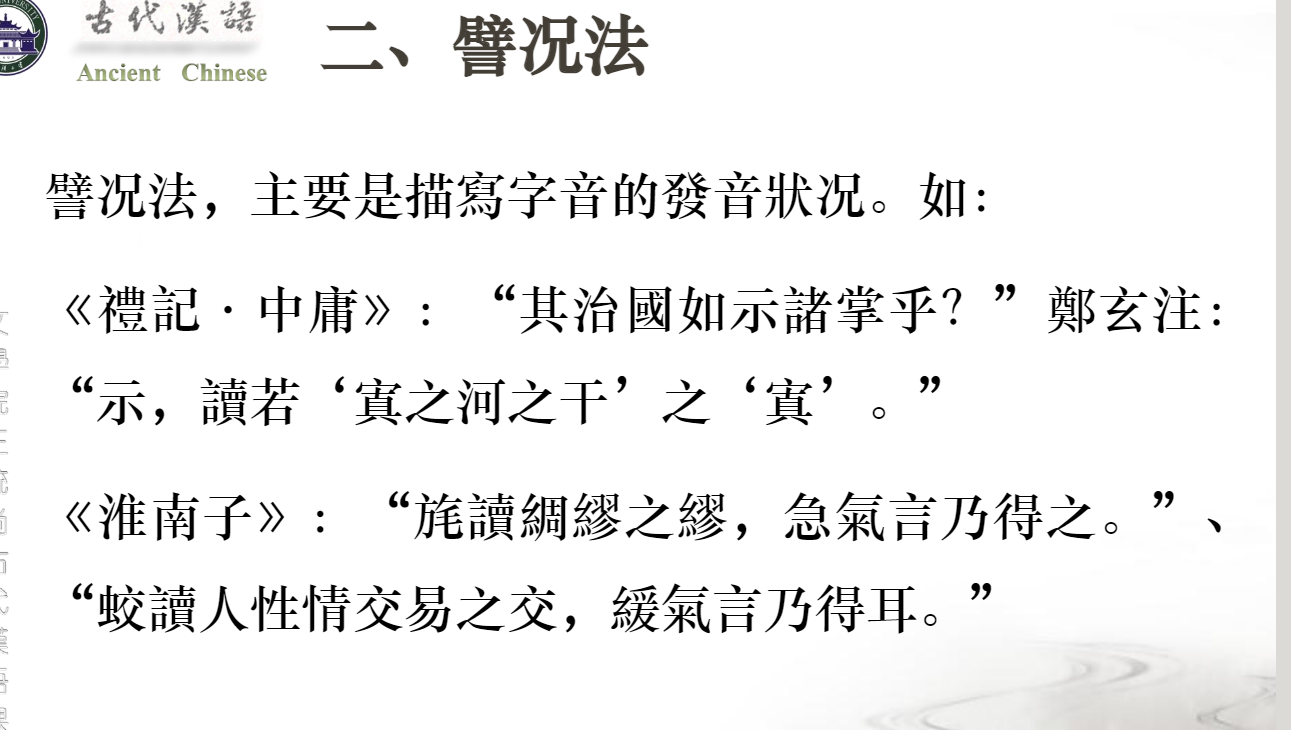 古代漢語
Ancient Chinese
二、譬况法
譬况法，主要是描寫字音的發音狀况。如：
《禮記·中庸》：“其治國如示諸掌乎？”鄭玄注：
“示，讀若‘寘之河之干’之‘寘’。”
《淮南子》：“旄讀綢繆之繆，急氣言乃得之。”、
“蛟讀人性情交易之交，緩氣言乃得耳。”